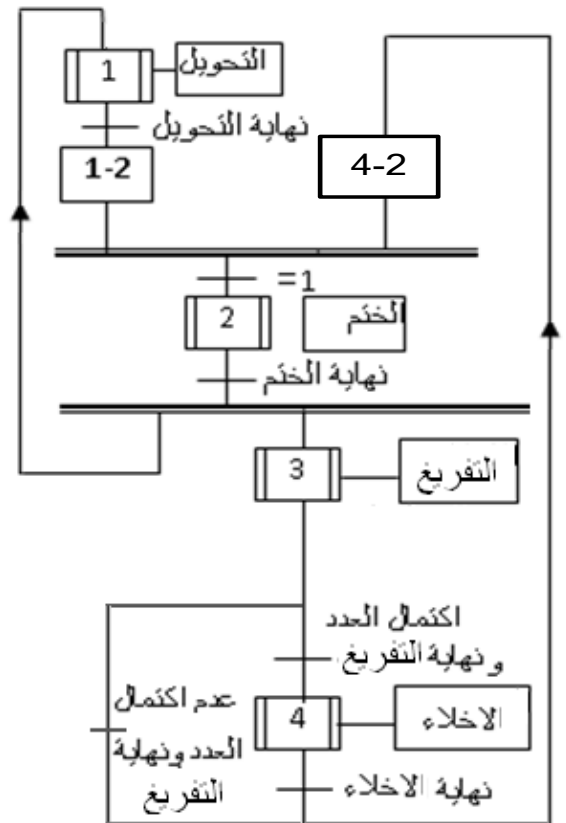 1
التحويل
نهاية التحويل
1-2
4-2
=1
2
الختم
نهاية الختم
3
التفريغ
اكتمال العدد
ونهاية التفريغ
عدم اكتمال
العدد ونهاية
التفريغ
4
الاخلاء
نهاية الاخلاء